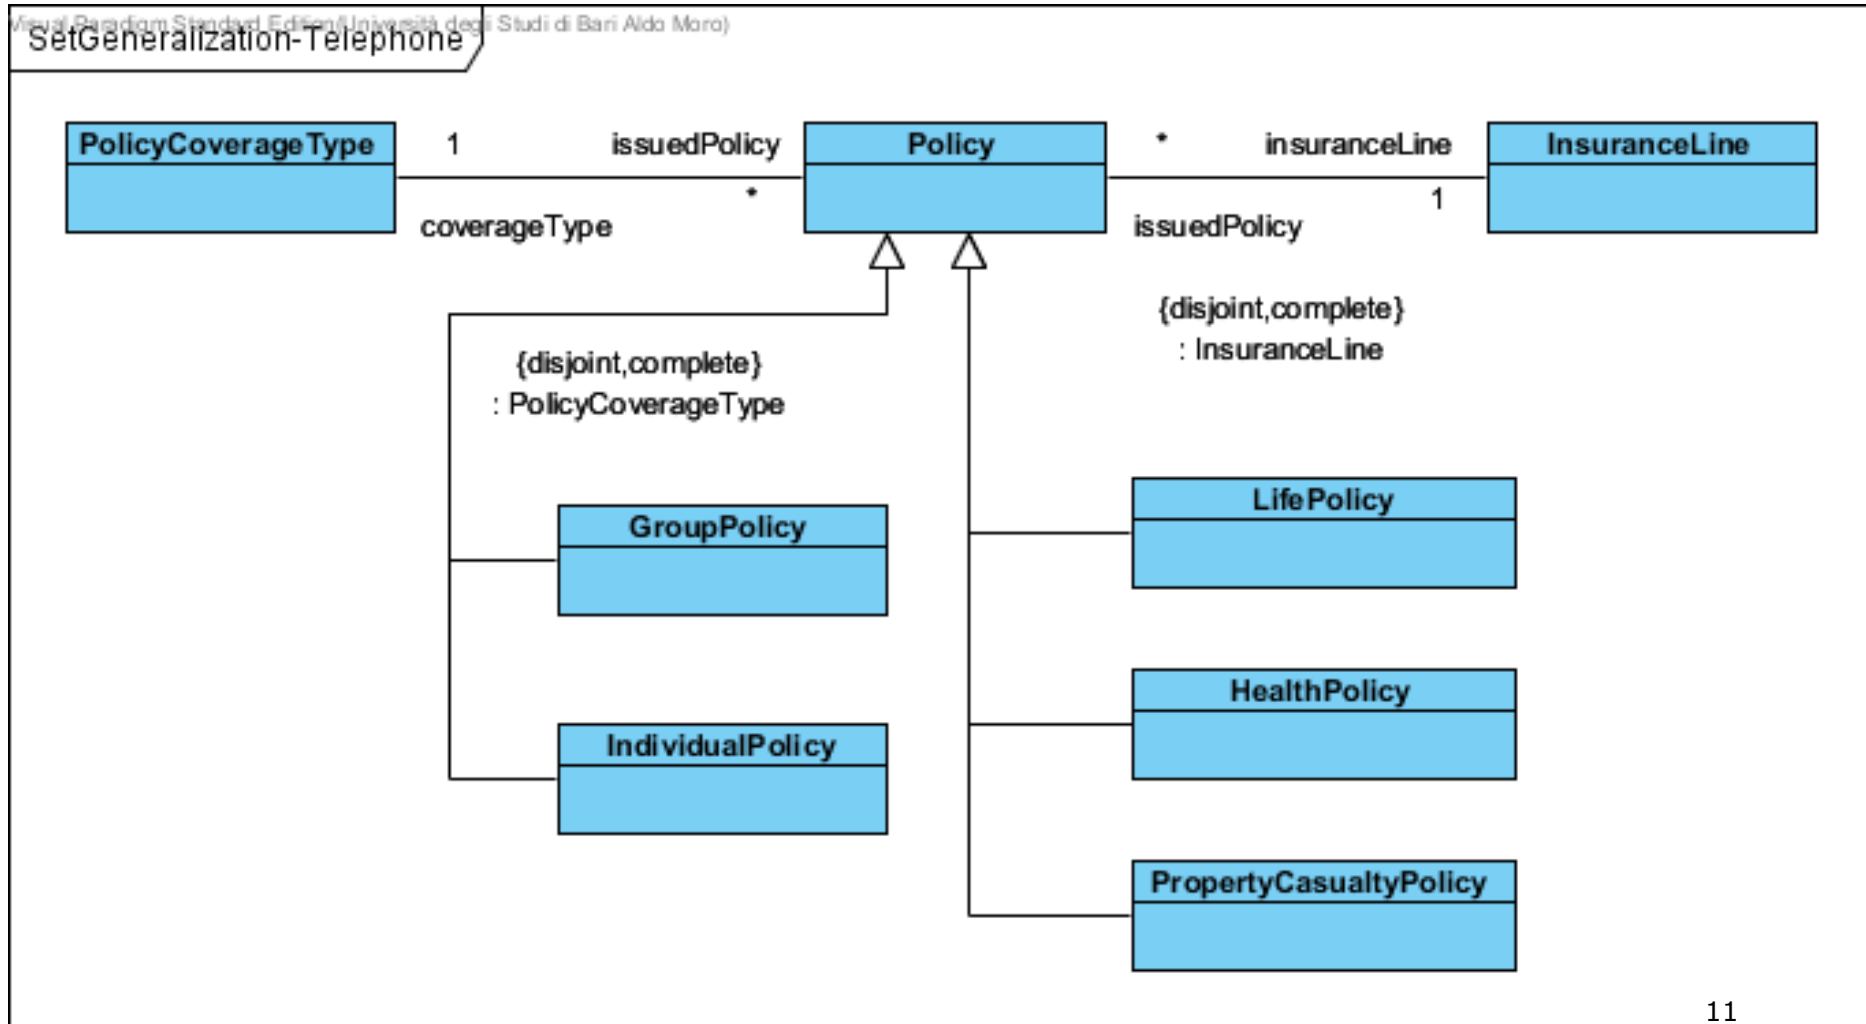 Visual Paradigm Standard Edition(Università degli Studi di Bari Aldo Moro)
SetGeneralization-Telephone
PolicyCoverageType
1
issuedPolicy
*
coverageType
Policy
*
insuranceLine
1
issuedPolicy
InsuranceLine
{disjoint,complete}
: InsuranceLine
{disjoint,complete}
: PolicyCoverageType
GroupPolicy
IndividualPolicy
LifePolicy
HealthPolicy
PropertyCasualtyPolicy
11